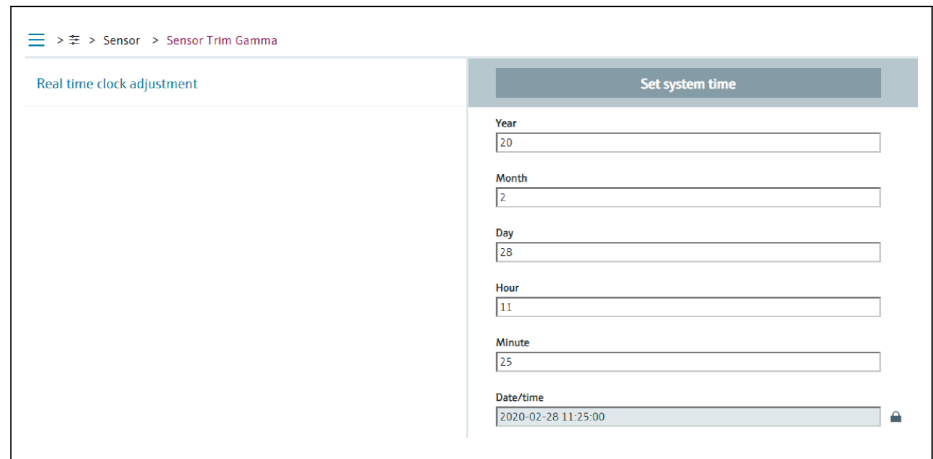 > > Sensor > Sensor Trim Gamma
Real time clock adjustment
Set system time
Year
20
Month
2
Day
28
Hour
11
Minute
25
Date/time
2020-02-28 11:25:00